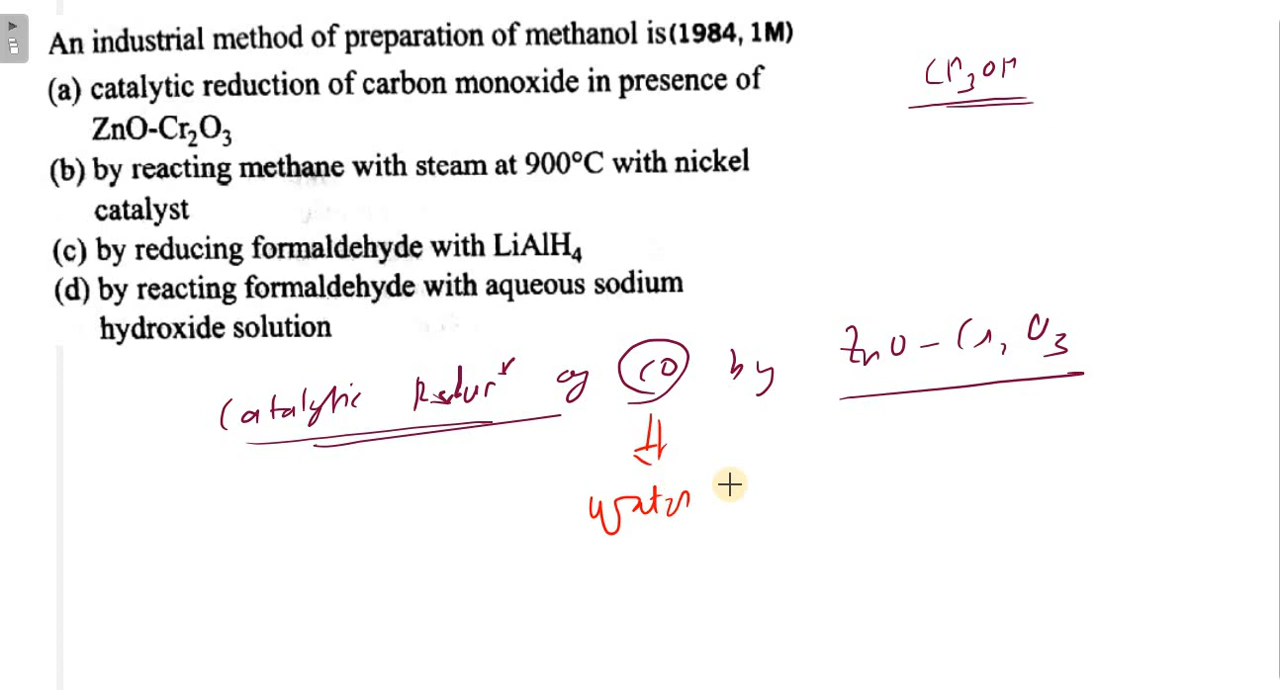 An industrial method of preparation of methanol is(1984, 1M)
(a) catalytic reduction of carbon monoxide in presence of
ZnO-Cr₂O₃
(b) by reacting methane with steam at 900°C with nickel
catalyst
(c) by reducing formaldehyde with LiAlH₄
(d) by reacting formaldehyde with aqueous sodium
hydroxide solution
CH₃OH
Catalytic of CO by ZnO-Cr₂O₃
water